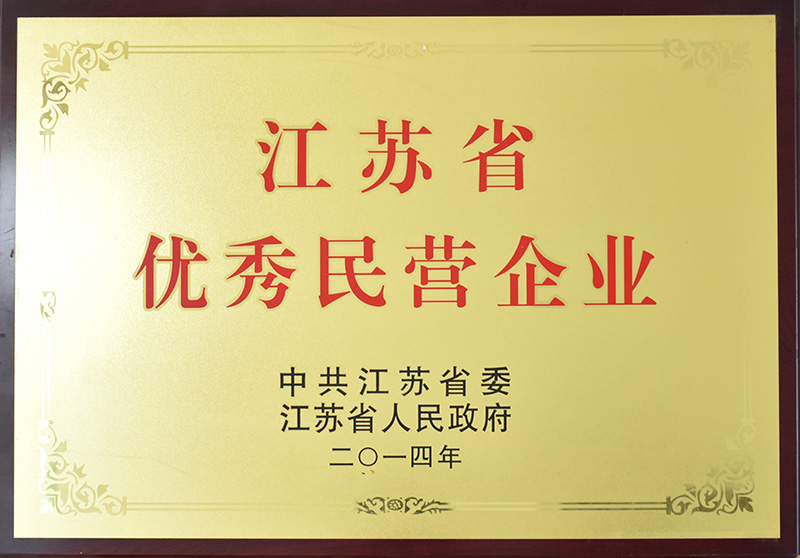 江苏省
优秀民营企业
中共江苏省委
江苏省人民政府
二〇一四年